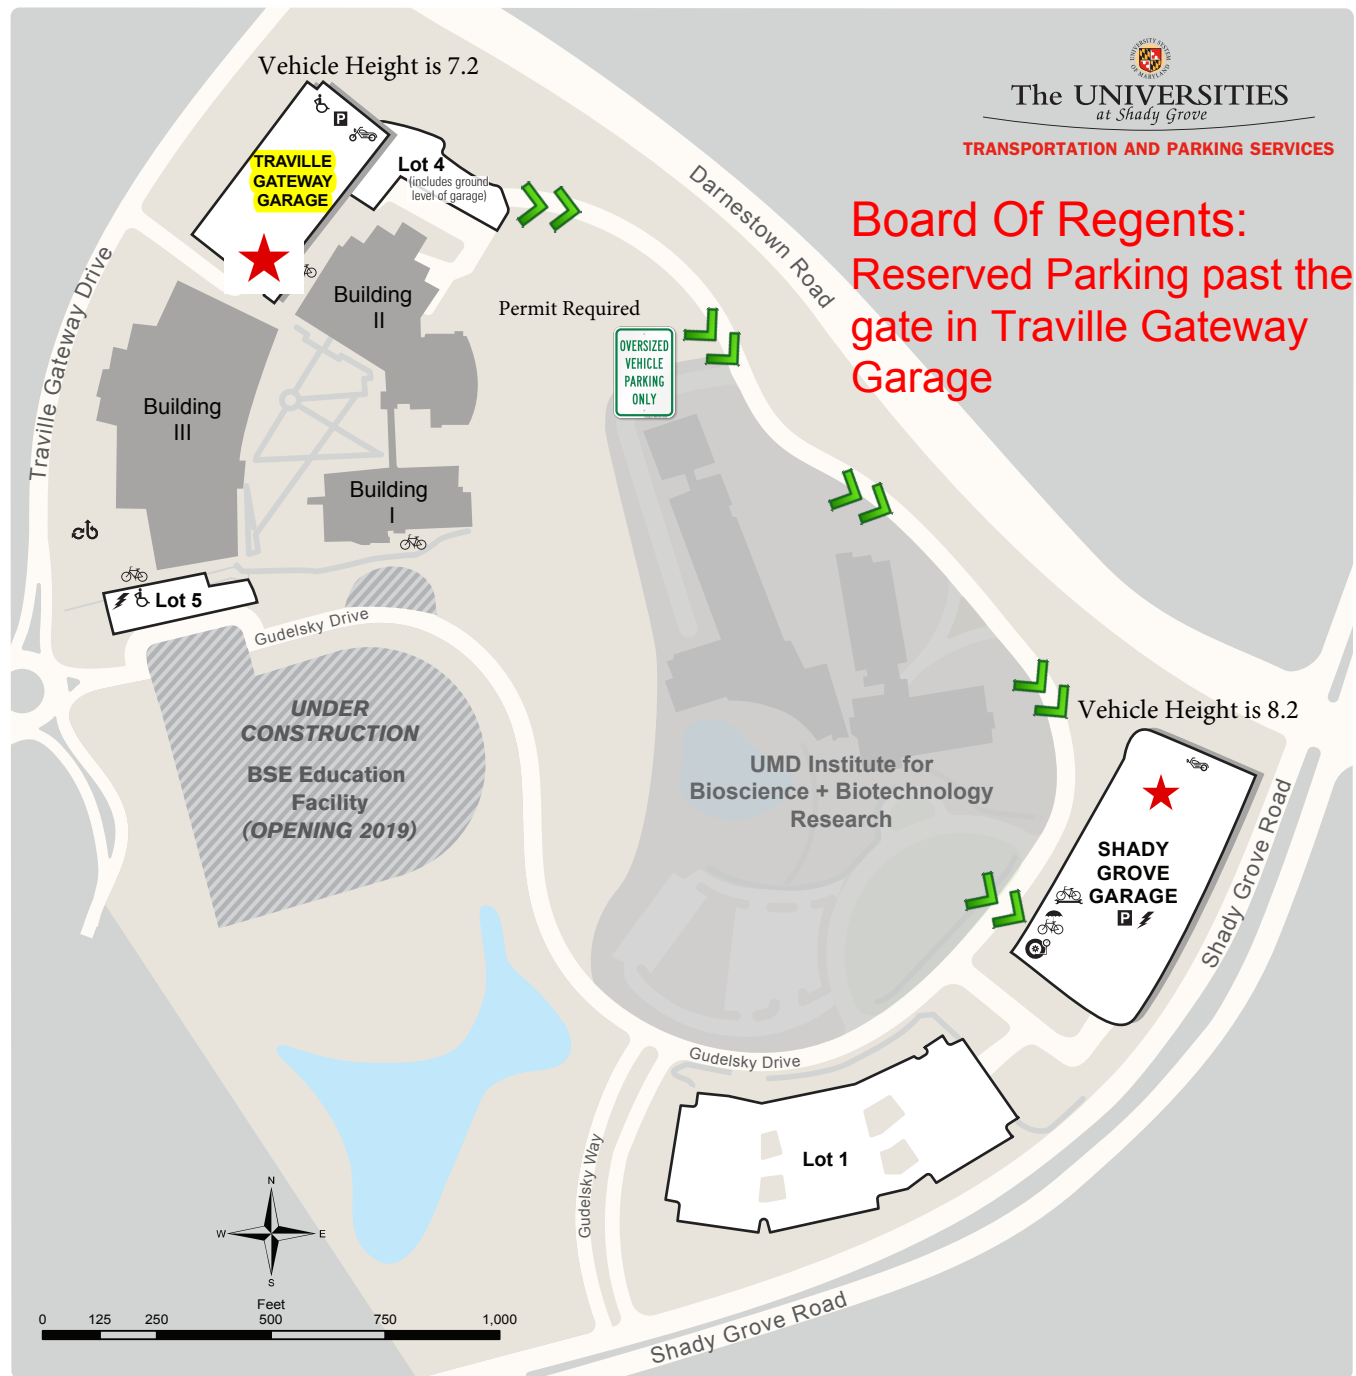 Vehicle Height is 7.2
UNIVERSITY SYSTEM
OF MARYLAND
The UNIVERSITIES
at Shady Grove
TRANSPORTATION AND PARKING SERVICES
Board Of Regents:
Reserved Parking past the
gate in Traville Gateway
Garage
P
TRAVILLE
GATEWAY
GARAGE
Lot 4
(includes ground
level of garage)
Darnestown Road
Traville Gateway Drive
Building
II
Permit Required
OVERSIZED
VEHICLE
PARKING
ONLY
Building
III
Building
I
cb
Lot 5
Gudelsky Drive
UNDER
CONSTRUCTION
BSE Education
Facility
(OPENING 2019)
Vehicle Height is 8.2
UMD Institute for
Bioscience + Biotechnology
Research
SHADY
GROVE
GARAGE
P
Shady Grove Road
Gudelsky Drive
Lot 1
Gudelsky Way
N
W
E
S
Feet
0 125 250 500 750 1,000
Shady Grove Road